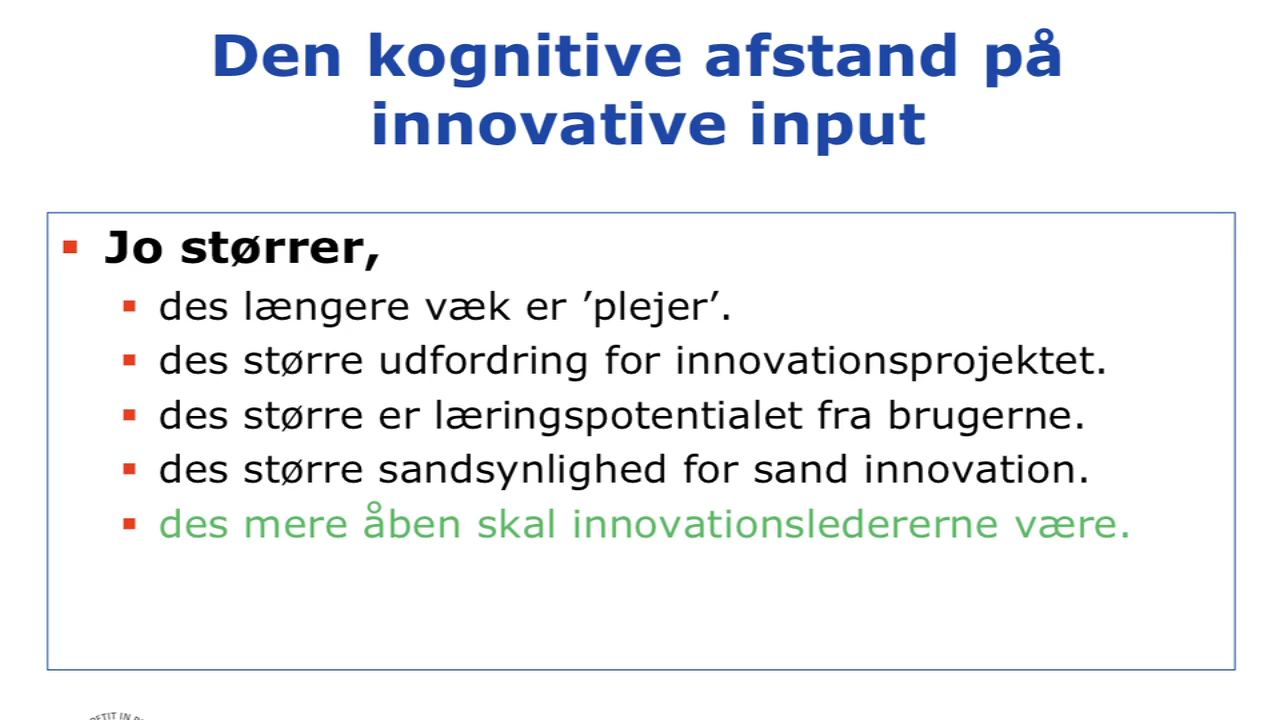 Den kognitive afstand på
innovative input
Jo størrer,
des længere væk er ’plejer’.
des større udfordring for innovationsprojektet.
des større er læringspotentialet fra brugerne.
des større sandsynlighed for sand innovation.
des mere åben skal innovationsledererne være.